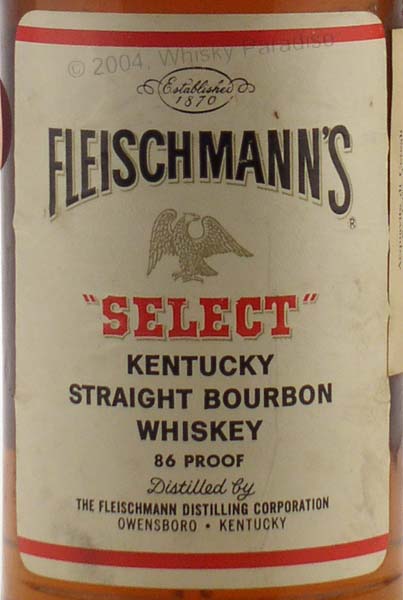 © 2004, Whisky Paradise
Established
1870
FLEISCHMANN'S
®
"SELECT"
KENTUCKY
STRAIGHT BOURBON
WHISKEY
86 PROOF
Distilled by
THE FLEISCHMANN DISTILLING CORPORATION
OWENSBORO • KENTUCKY